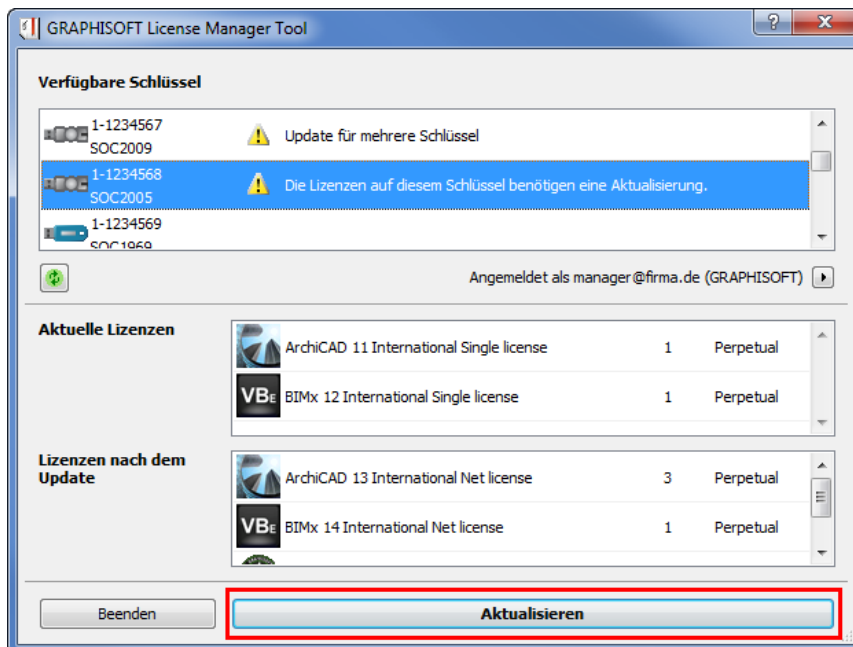 GRAPHISOFT License Manager Tool
Verfügbare Schlüssel
1-1234567
SOC2009
Update für mehrere Schlüssel
1-1234568
SOC2005
Die Lizenzen auf diesem Schlüssel benötigen eine Aktualisierung.
1-1234569
SOC1969
Angemeldet als manager@firma.de (GRAPHISOFT)
Aktuelle Lizenzen
ArchiCAD 11 International Single license 1 Perpetual
VBE BIMx 12 International Single license 1 Perpetual
Lizenzen nach dem
Update
ArchiCAD 13 International Net license 3 Perpetual
VBE BIMx 14 International Net license 1 Perpetual
Beenden
Aktualisieren